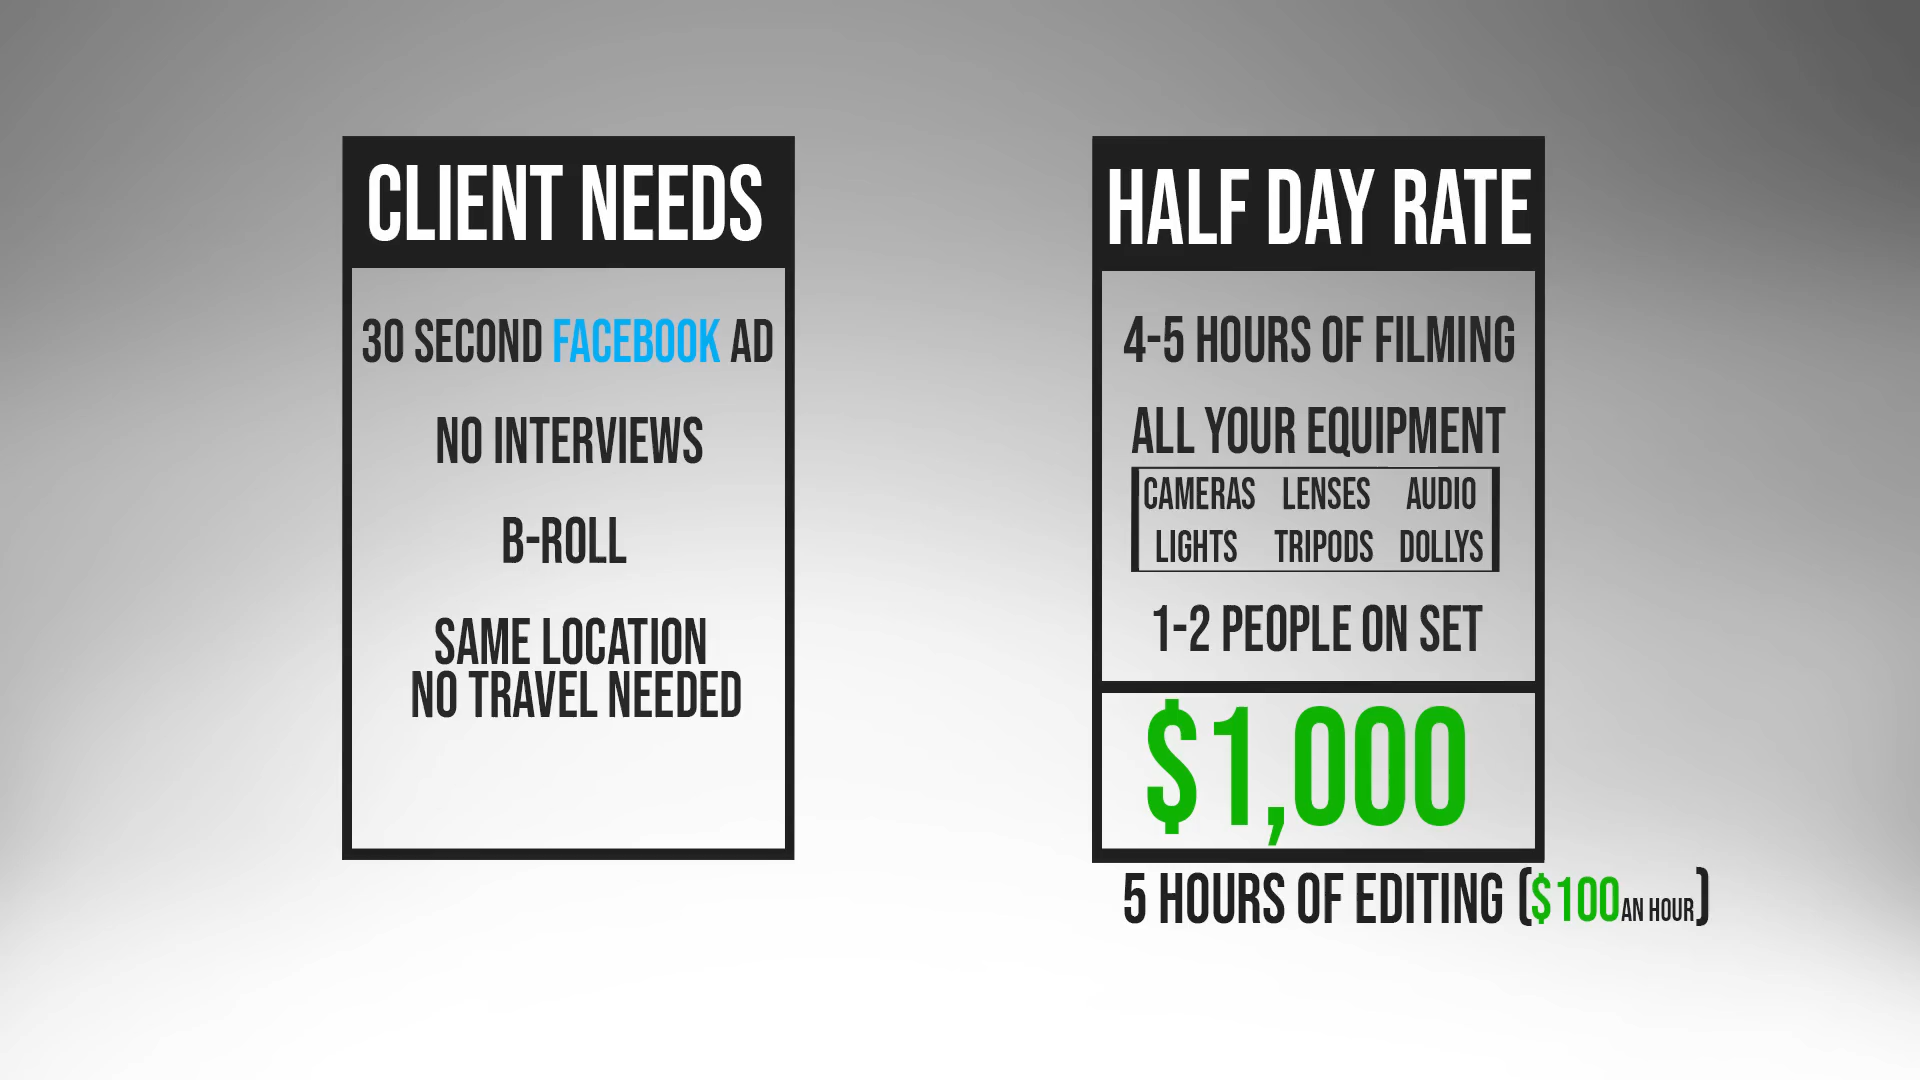 CLIENT NEEDS
30 SECOND FACEBOOK AD
NO INTERVIEWS
B-ROLL
SAME LOCATION
NO TRAVEL NEEDED
HALF DAY RATE
4-5 HOURS OF FILMING
ALL YOUR EQUIPMENT
CAMERAS LENSES AUDIO
LIGHTS TRIPODS DOLLYS
1-2 PEOPLE ON SET
$1,000
5 HOURS OF EDITING ($100 AN HOUR)